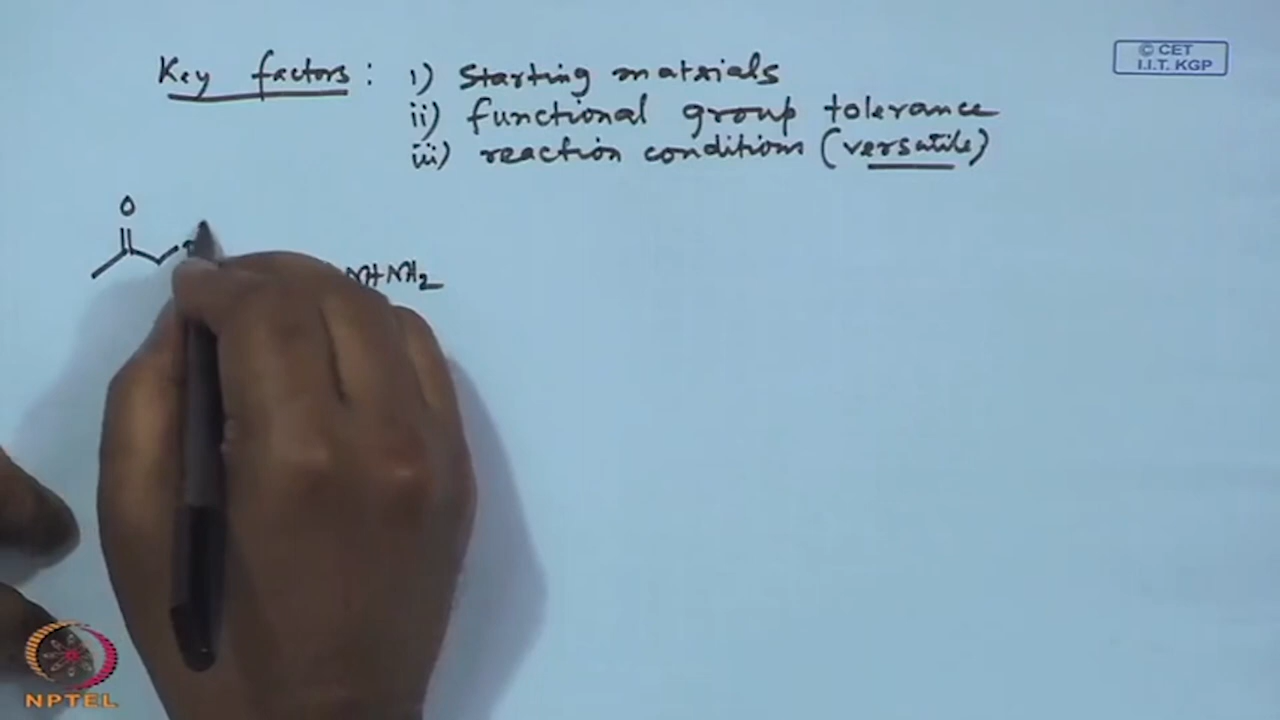 Key factors : i) Starting materials
© CET
I.I.T. KGP
ii) functional group tolerance
iii) reaction conditions (versatile)
O
NHNH2
NPTEL